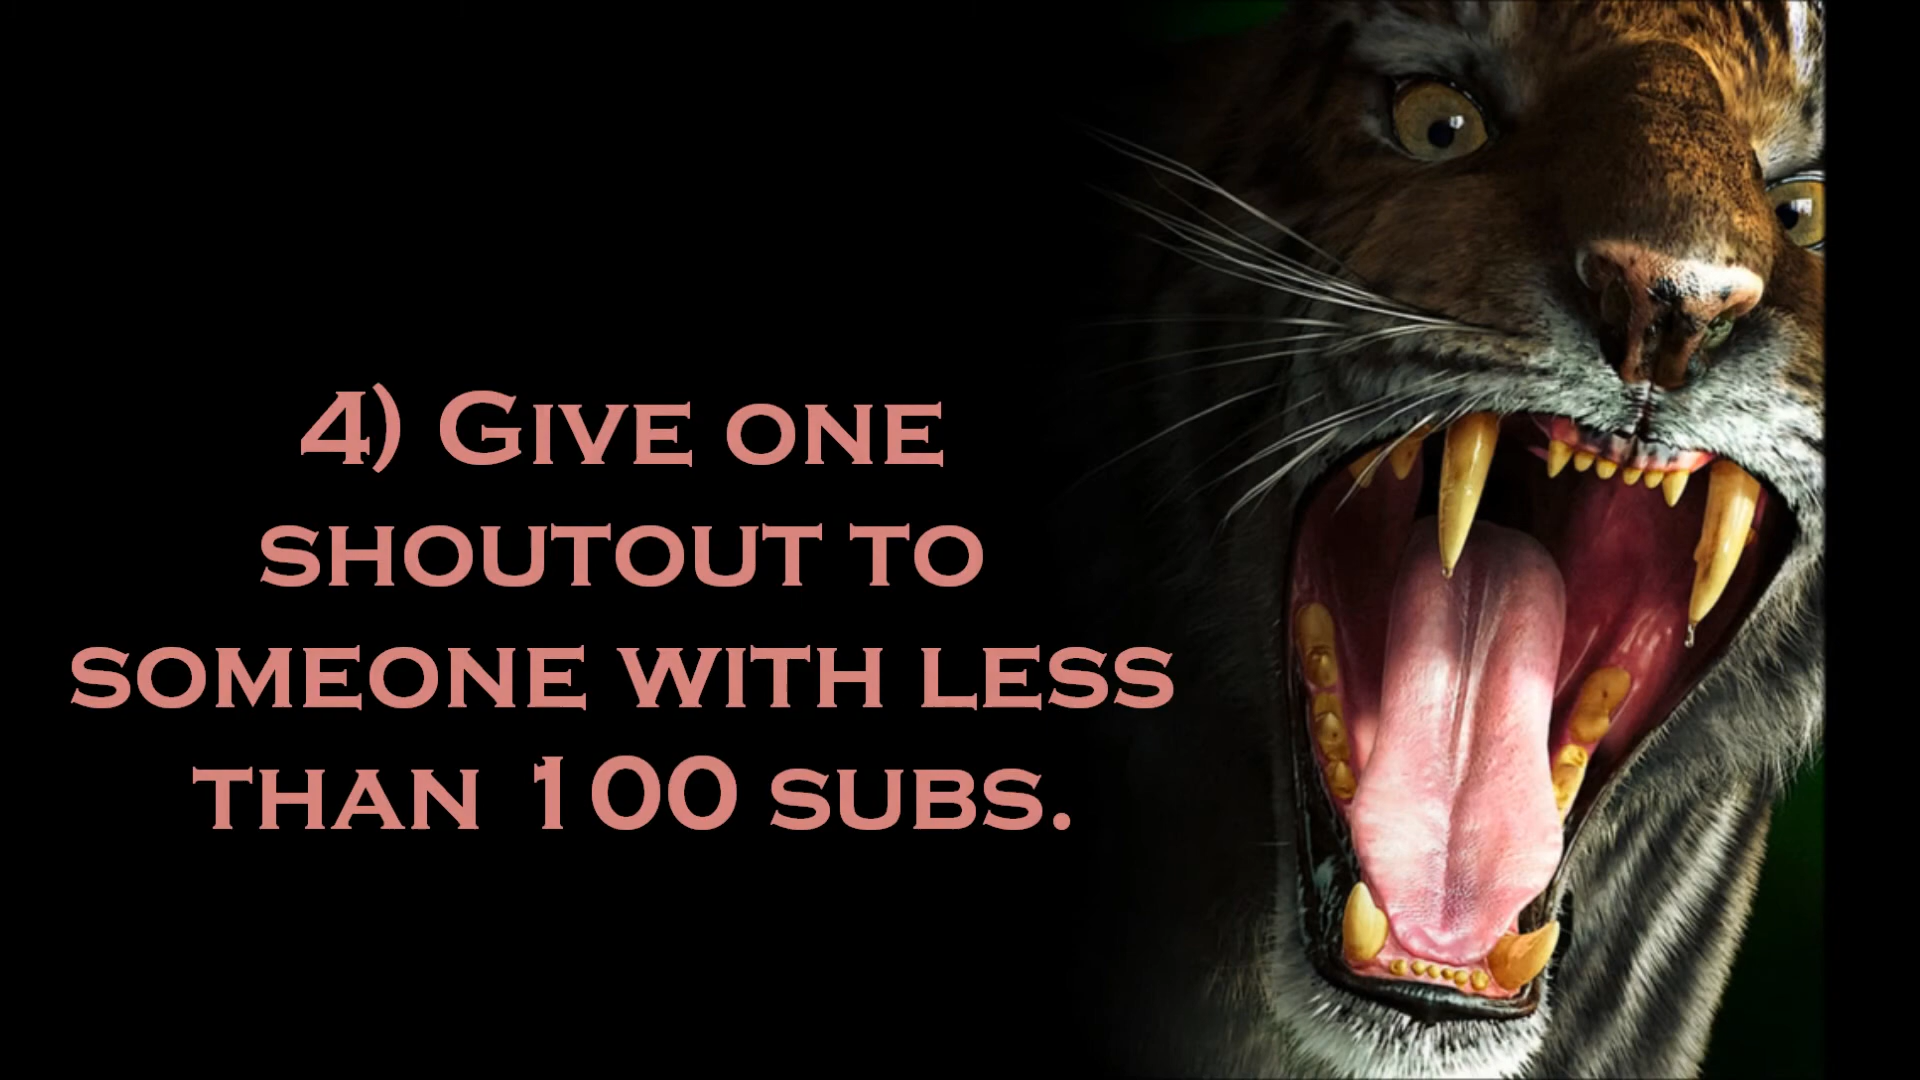 4) Give one
shoutout to
someone with less
than 100 subs.